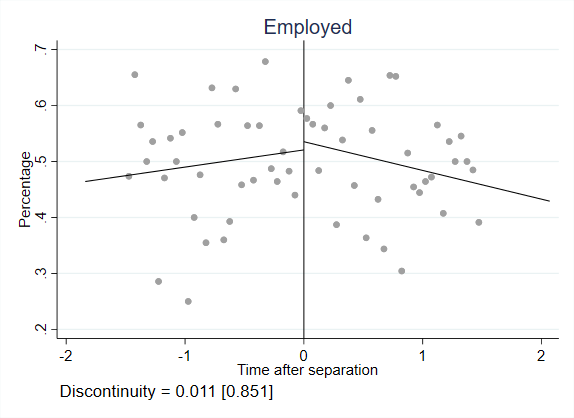 Employed
Percentage
.7
.6
.5
.4
.3
.2
-2 -1 0 1 2
Time after separation
Discontinuity = 0.011 [0.851]